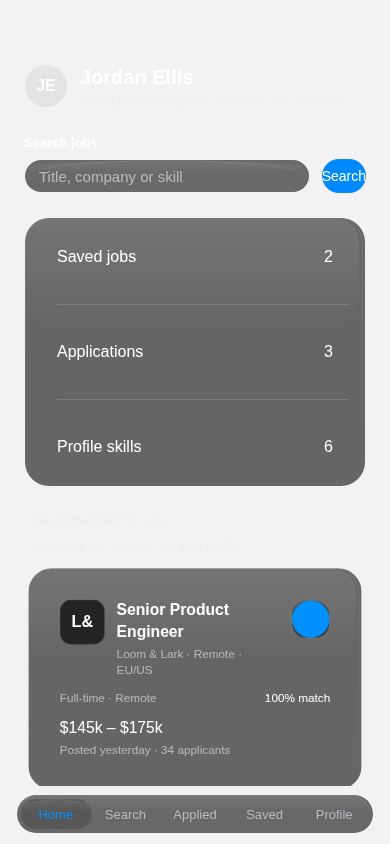 JE
Jordan Ellis
Search jobs
Title, company or skill
Search
Saved jobs 2
Applications 3
Profile skills 6
L&
Senior Product
Engineer
Loom & Lark · Remote ·
EU/US
Full-time · Remote 100% match
$145k – $175k
Posted yesterday · 34 applicants
Home Search Applied Saved Profile